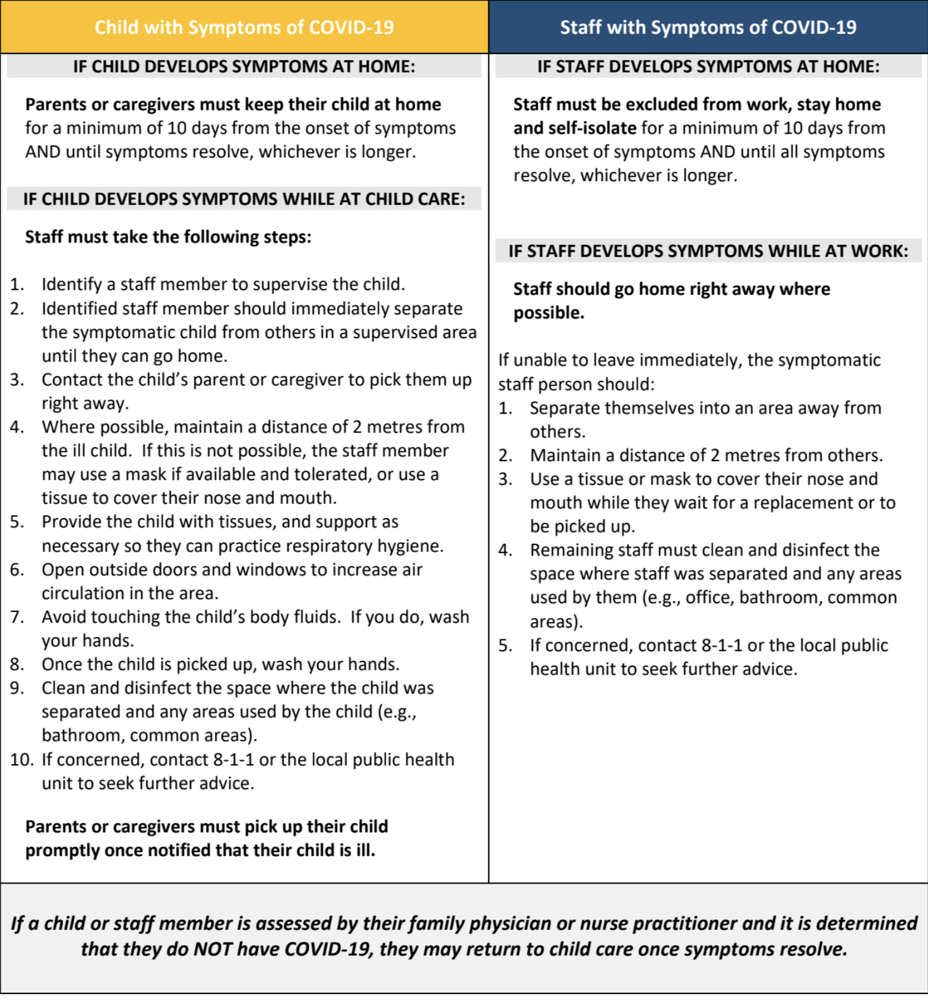 Child with Symptoms of COVID-19
IF CHILD DEVELOPS SYMPTOMS AT HOME:
Parents or caregivers must keep their child at home
for a minimum of 10 days from the onset of symptoms
AND until symptoms resolve, whichever is longer.
IF CHILD DEVELOPS SYMPTOMS WHILE AT CHILD CARE:
Staff must take the following steps:
1. Identify a staff member to supervise the child.
2. Identified staff member should immediately separate
the symptomatic child from others in a supervised area
until they can go home.
3. Contact the child’s parent or caregiver to pick them up
right away.
4. Where possible, maintain a distance of 2 metres from
the ill child.  If this is not possible, the staff member
may use a mask if available and tolerated, or use a
tissue to cover their nose and mouth.
5. Provide the child with tissues, and support as
necessary so they can practice respiratory hygiene.
6. Open outside doors and windows to increase air
circulation in the area.
7. Avoid touching the child’s body fluids.  If you do, wash
your hands.
8. Once the child is picked up, wash your hands.
9. Clean and disinfect the space where the child was
separated and any areas used by the child (e.g.,
bathroom, common areas).
10. If concerned, contact 8-1-1 or the local public health
unit to seek further advice.
Parents or caregivers must pick up their child
promptly once notified that their child is ill.
Staff with Symptoms of COVID-19
IF STAFF DEVELOPS SYMPTOMS AT HOME:
Staff must be excluded from work, stay home
and self-isolate for a minimum of 10 days from
the onset of symptoms AND until all symptoms
resolve, whichever is longer.
IF STAFF DEVELOPS SYMPTOMS WHILE AT WORK:
Staff should go home right away where
possible.
If unable to leave immediately, the symptomatic
staff person should:
1. Separate themselves into an area away from
others.
2. Maintain a distance of 2 metres from others.
3. Use a tissue or mask to cover their nose and
mouth while they wait for a replacement or to
be picked up.
4. Remaining staff must clean and disinfect the
space where staff was separated and any areas
used by them (e.g., office, bathroom, common
areas).
5. If concerned, contact 8-1-1 or the local public
health unit to seek further advice.
If a child or staff member is assessed by their family physician or nurse practitioner and it is determined
that they do NOT have COVID-19, they may return to child care once symptoms resolve.